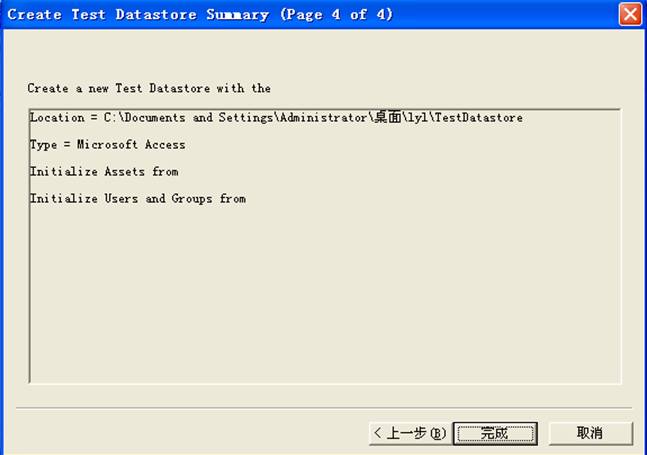 Create Test Datastore Summary (Page 4 of 4)
Create a new Test Datastore with the
Location = C:\Documents and Settings\Administrator\桌面\lyl\TestDatastore
Type = Microsoft Access
Initialize Assets from
Initialize Users and Groups from
< 上一步(B) 完成 取消